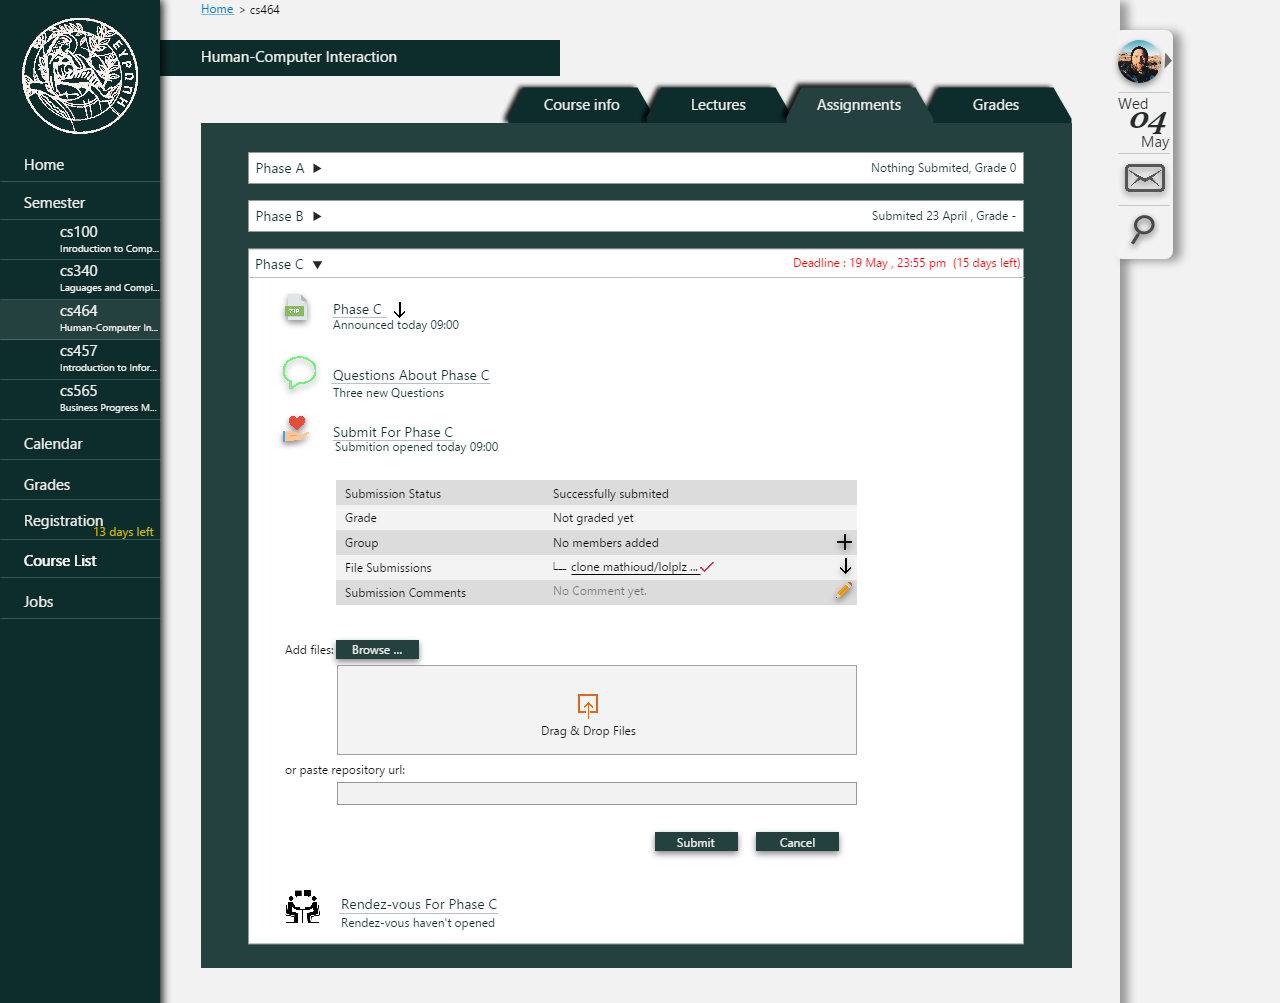 ΕΥΡΩΠΗ
Home
Semester
cs100
Inroduction to Comp...
cs340
Laguages and Compi...
cs464
Human-Computer In...
cs457
Introduction to Infor...
cs565
Business Progress M...
Calendar
Grades
Registration
13 days left
Course List
Jobs
Home > cs464
Human-Computer Interaction
Course info Lectures Assignments Grades
Phase A Nothing Submited, Grade 0
Phase B Submited 23 April , Grade -
Phase C Deadline : 19 May , 23:55 pm (15 days left)
ZIP
Phase C
Announced today 09:00
Questions About Phase C
Three new Questions
Submit For Phase C
Submition opened today 09:00
Submission Status Successfully submited
Grade Not graded yet
Group No members added
File Submissions clone mathioud/lolplz ...
Submission Comments No Comment yet.
Add files: Browse ...
Drag & Drop Files
or paste repository url:
Submit Cancel
Rendez-vous For Phase C
Rendez-vous haven't opened
Wed
04
May